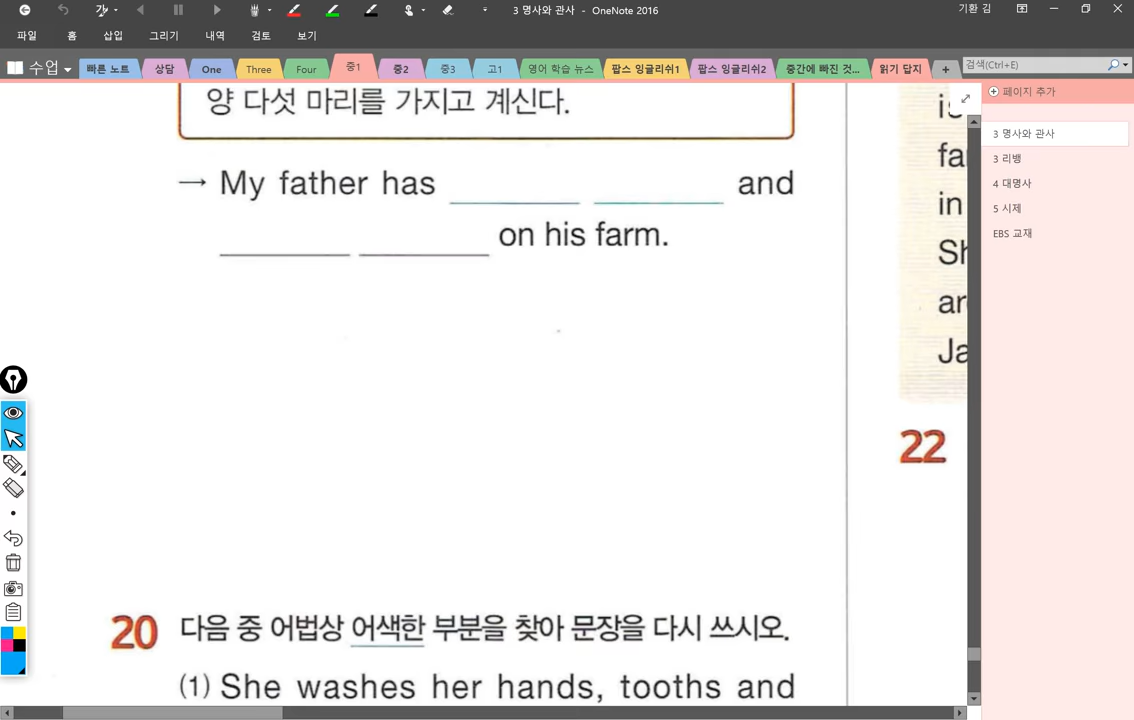 3 명사와 관사 - OneNote 2016
기환 김
파일 홈 삽입 그리기 내역 검토 보기
수업 빠른 노트 상담 One Three Four 중1 중2 중3 고1 영어 학습 뉴스 팝스 잉글리쉬1 팝스 잉글리쉬2 중간에 빠진 것... 읽기 답지 +
검색(Ctrl+E)
페이지 추가
3 명사와 관사
3 리뱅
4 대명사
5 시제
EBS 교재
양 다섯 마리를 가지고 계신다.
→ My father has and
on his farm.
20 다음 중 어법상 어색한 부분을 찾아 문장을 다시 쓰시오.
(1) She washes her hands, tooths and
fa
in
Sh
ar
Ja
22